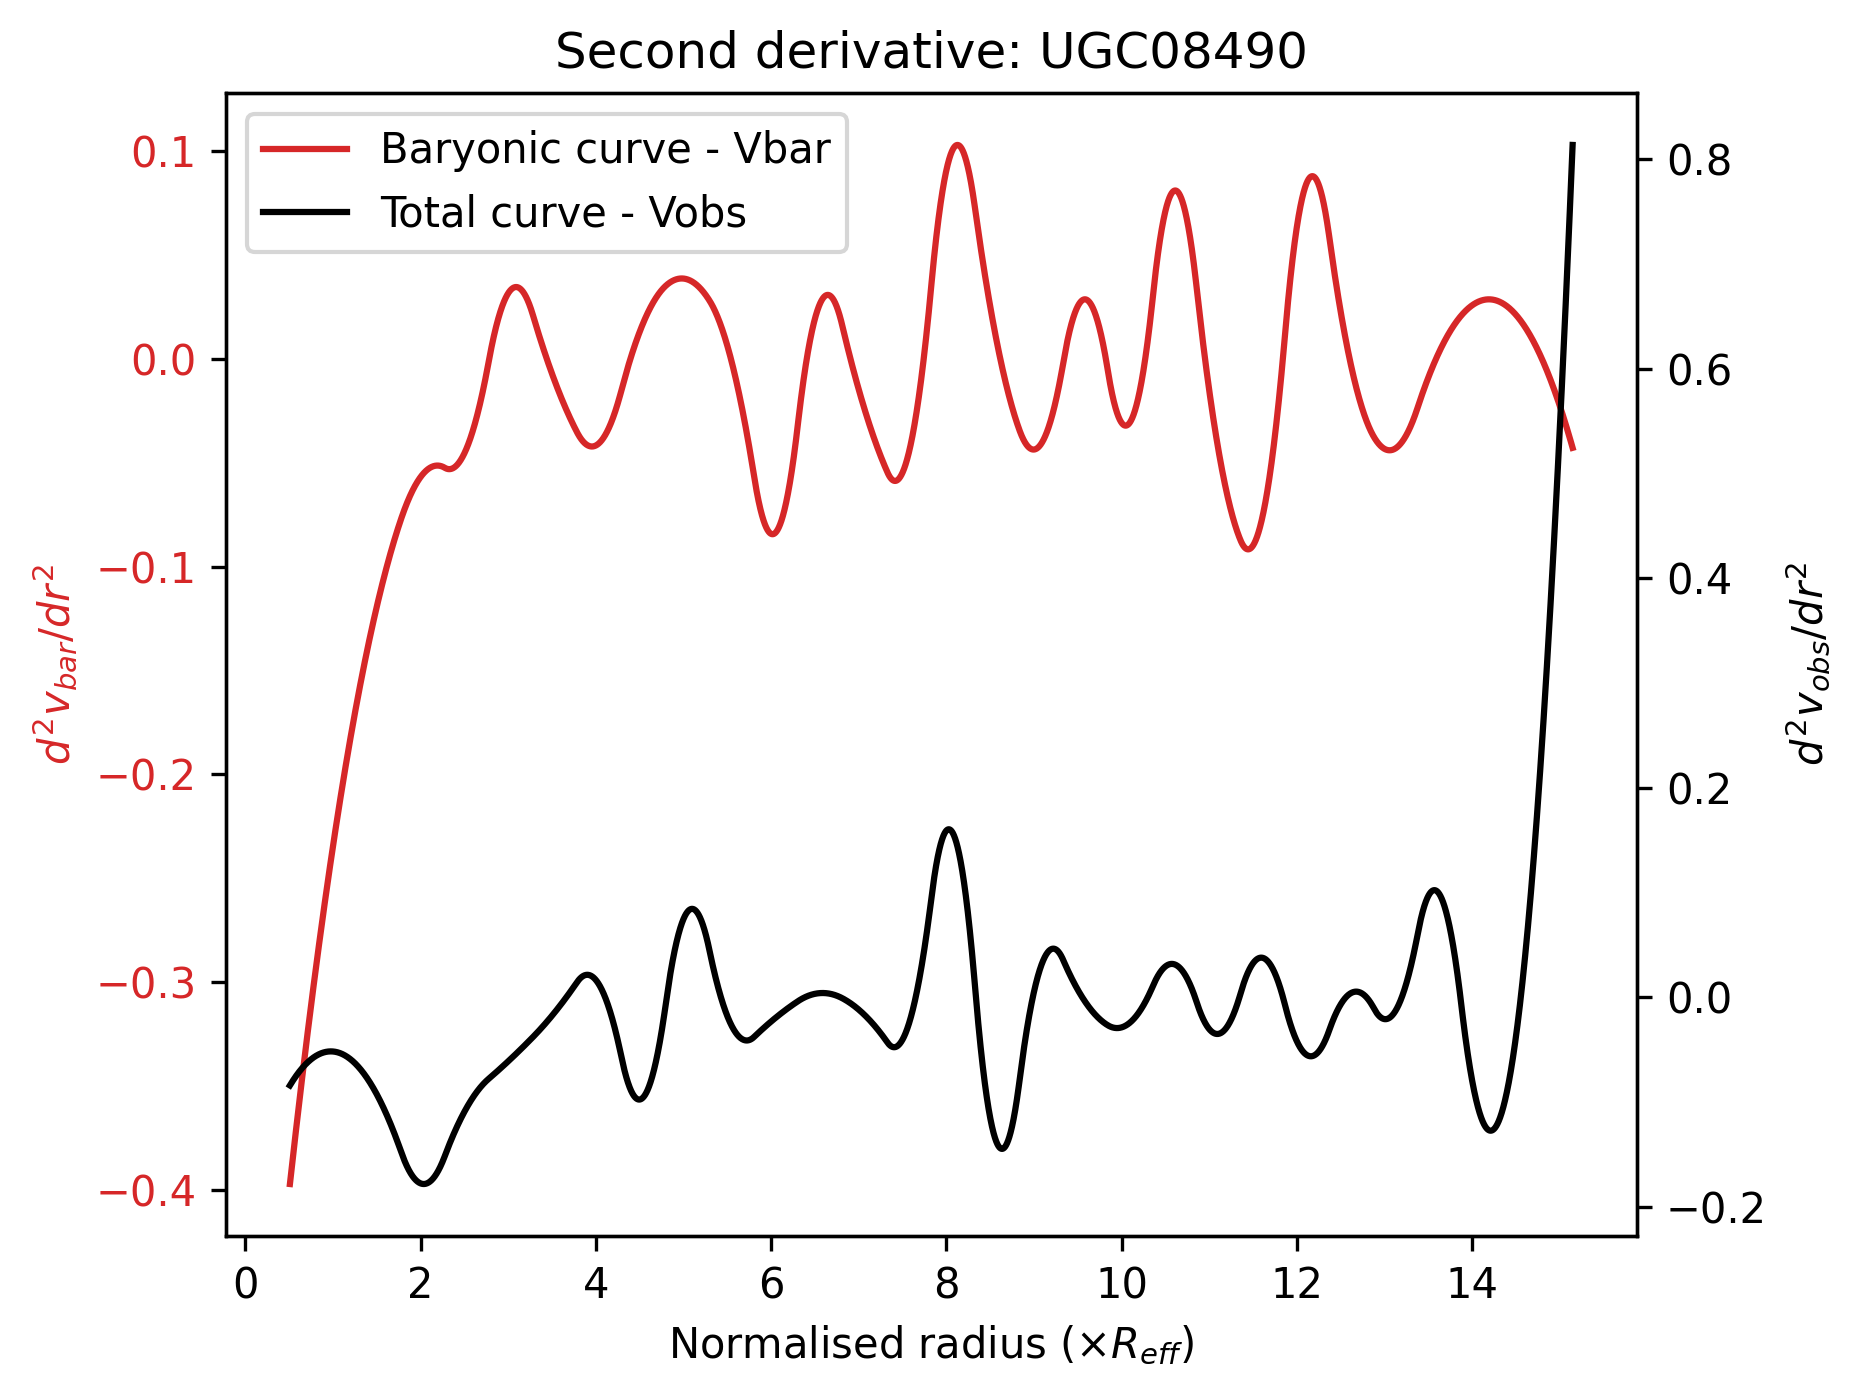 Second derivative: UGC08490
Baryonic curve - Vbar
Total curve - Vobs
0.1
0.0
−0.1
−0.2
−0.3
−0.4
d²v_bar/dr²
0.8
0.6
0.4
0.2
0.0
−0.2
d²v_obs/dr²
0 2 4 6 8 10 12 14
Normalised radius (×R_eff)